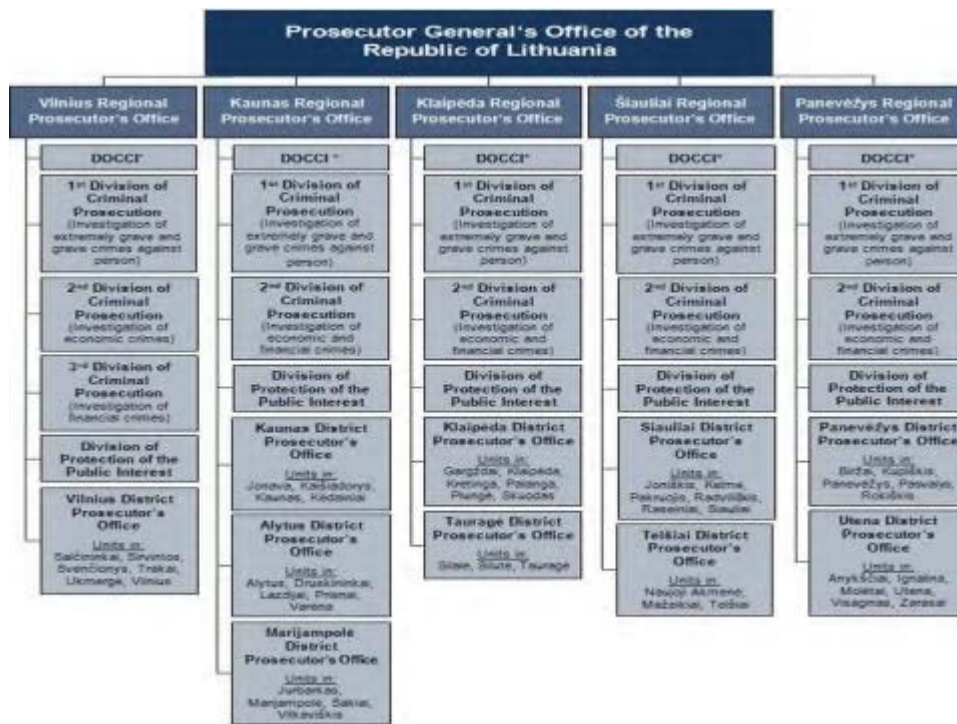 Prosecutor General's Office of the
Republic of Lithuania
Vilnius Regional
Prosecutor's Office
DOCCI*
1st Division of
Criminal
Prosecution
(Investigation of
extremely grave and
grave crimes against
person)
2nd Division of
Criminal
Prosecution
(Investigation of
economic crimes)
3rd Division of
Criminal
Prosecution
(Investigation of
financial crimes)
Division of
Protection of the
Public Interest
Vilnius District
Prosecutor's
Office
Units in:
Šalčininkai, Širvintos,
Švenčionys, Trakai,
Ukmergė, Vilnius
Kaunas Regional
Prosecutor's Office
DOCCI *
1st Division of
Criminal
Prosecution
(Investigation of
extremely grave and
grave crimes against
person)
2nd Division of
Criminal
Prosecution
(Investigation of
economic and
financial crimes)
Division of
Protection of the
Public Interest
Kaunas District
Prosecutor's
Office
Units in:
Jonava, Kaišiadorys,
Kaunas, Kėdainiai
Alytus District
Prosecutor's
Office
Units in:
Alytus, Druskininkai,
Lazdijai, Prienai,
Varėna
Marijampolė
District
Prosecutor's Office
Units in:
Jurbarkas,
Marijampolė, Šakiai,
Vilkaviškis
Klaipėda Regional
Prosecutor's Office
DOCCI*
1st Division of
Criminal
Prosecution
(Investigation of
extremely grave and
grave crimes against
person)
2nd Division of
Criminal
Prosecution
(Investigation of
economic and
financial crimes)
Division of
Protection of the
Public Interest
Klaipėda District
Prosecutor's Office
Units in:
Gargždai, Klaipėda,
Kretinga, Palanga,
Plungė, Skuodas
Tauragė District
Prosecutor's Office
Units in:
Šilalė, Šilutė, Tauragė
Šiauliai Regional
Prosecutor's Office
DOCCI*
1st Division of
Criminal
Prosecution
(Investigation of
extremely grave and
grave crimes against
person)
2nd Division of
Criminal
Prosecution
(Investigation of
economic and
financial crimes)
Division of
Protection of the
Public Interest
Šiauliai District
Prosecutor's
Office
Units in:
Joniškis, Kelmė,
Pakruojis, Radviliškis,
Raseiniai, Šiauliai
Telšiai District
Prosecutor's
Office
Units in:
Naujoji Akmenė,
Mažeikiai, Telšiai
Panevėžys Regional
Prosecutor's Office
DOCCI*
1st Division of
Criminal
Prosecution
(Investigation of
extremely grave and
grave crimes against
person)
2nd Division of
Criminal
Prosecution
(Investigation of
economic and
financial crimes)
Division of
Protection of the
Public Interest
Panevėžys District
Prosecutor's Office
Units in:
Biržai, Kupiškis,
Panevėžys, Pasvalys,
Rokiškis
Utena District
Prosecutor's
Office
Units in:
Anykščiai, Ignalina,
Molėtai, Utena,
Visaginas, Zarasai